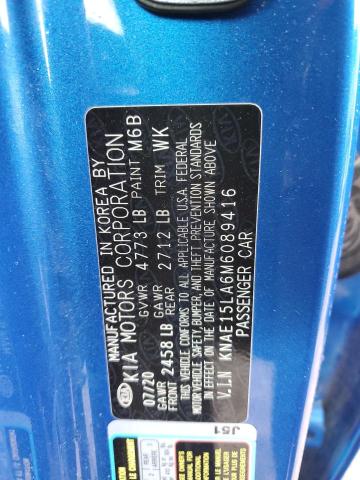 MANUFACTURED IN KOREA BY
KIA MOTORS CORPORATION
07/20 GVWR 4773 LB PAINT M6B
GAWR FRONT 2458 LB GAWR REAR 2712 LB TRIM WK
THIS VEHICLE CONFORMS TO ALL APPLICABLE U.S.A. FEDERAL
MOTOR VEHICLE SAFETY, BUMPER, AND THEFT PREVENTION STANDARDS
IN EFFECT ON THE DATE OF MANUFACTURE SHOWN ABOVE
V.I.N KNAE15LA6M6089416
PASSENGER CAR
J51
REAR